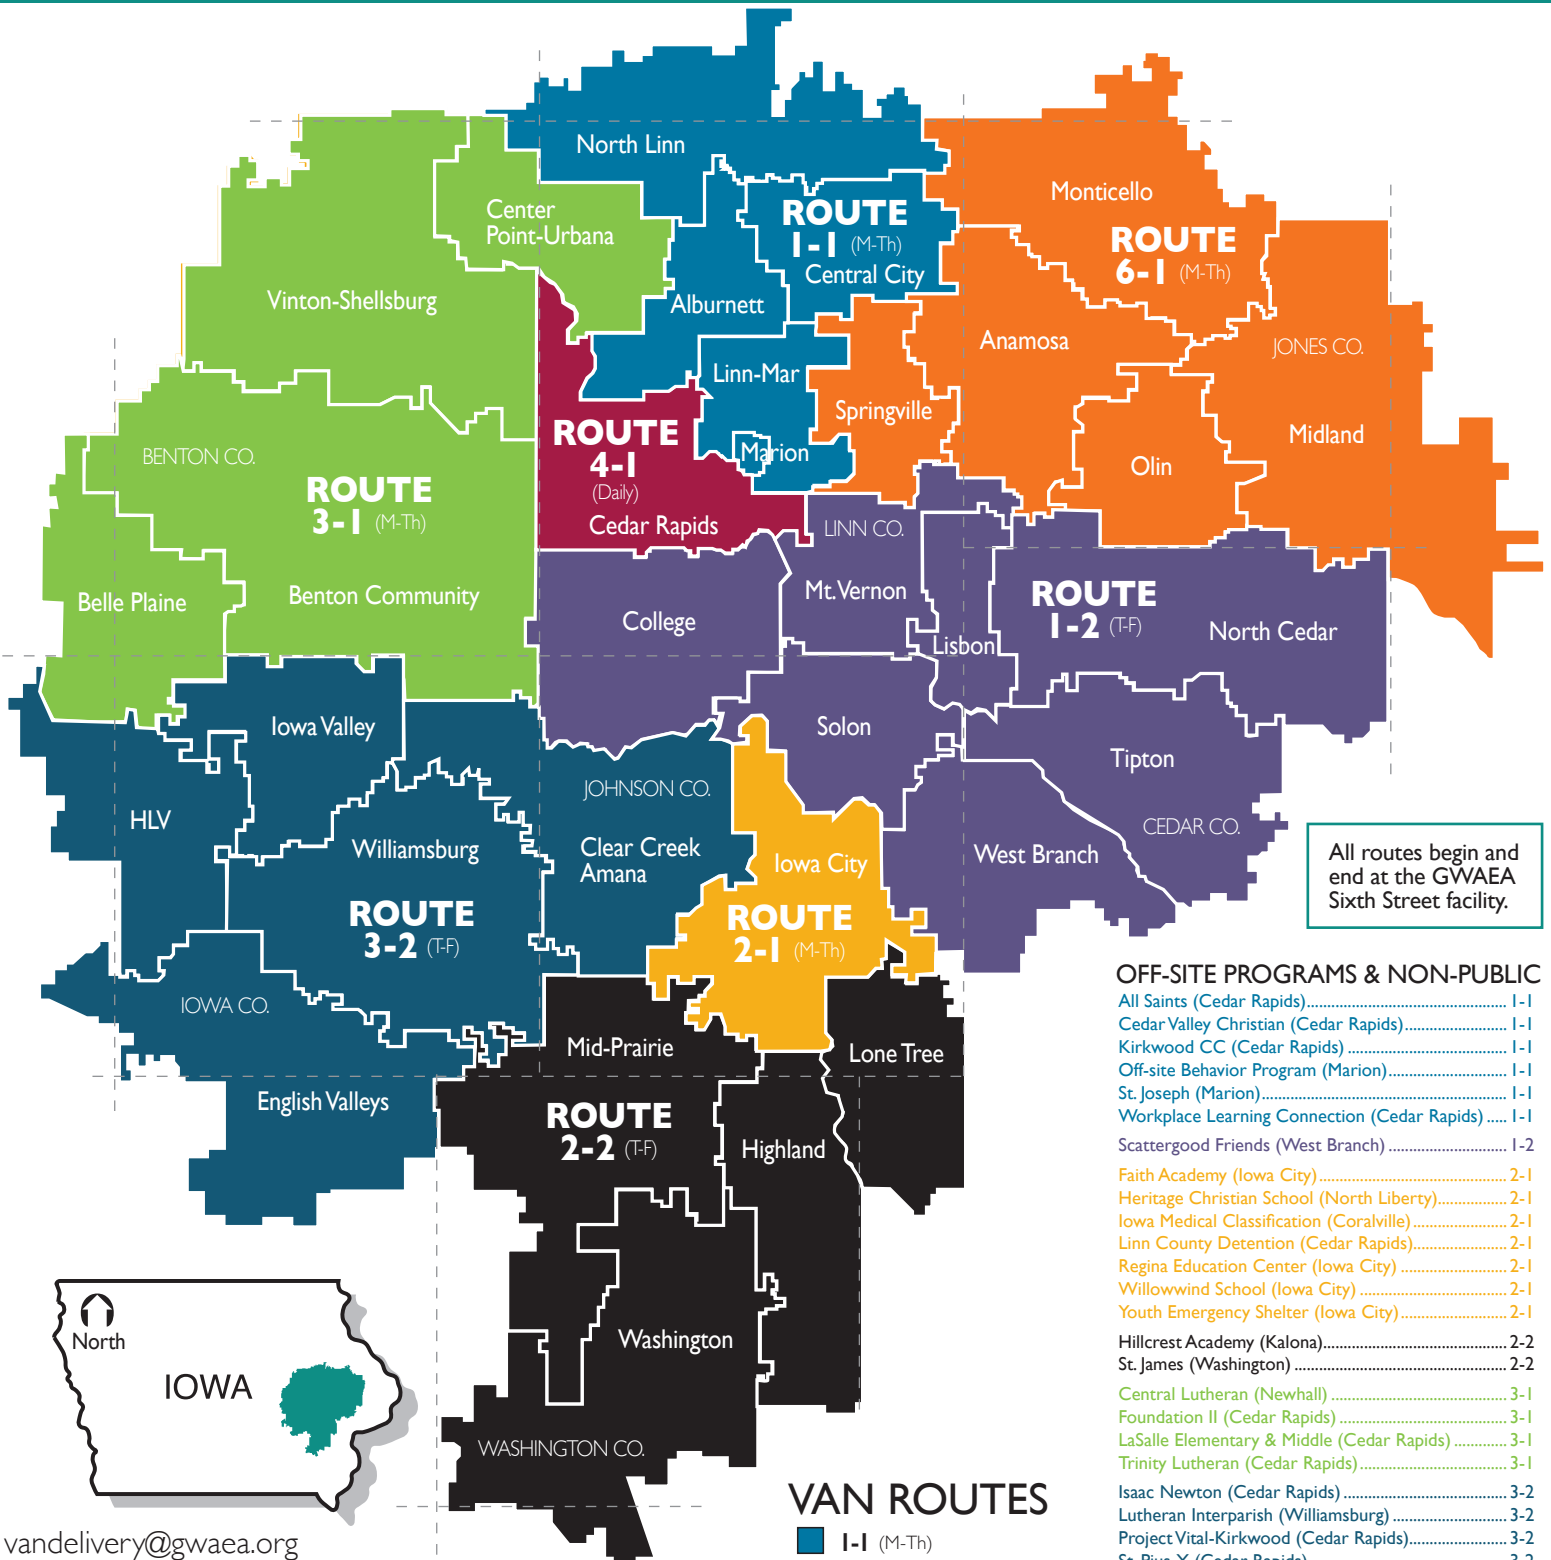 North Linn
Monticello
Center
Point-Urbana
ROUTE
1-1 (M-Th)
Central City
ROUTE
6-1 (M-Th)
Vinton-Shellsburg
Alburnett
Anamosa
JONES CO.
Linn-Mar
Springville
Midland
ROUTE
4-1
(Daily)
Cedar Rapids
Marion
Olin
BENTON CO.
ROUTE
3-1 (M-Th)
LINN CO.
Belle Plaine
Benton Community
College
Mt. Vernon
Lisbon
ROUTE
1-2 (T-F)
North Cedar
Iowa Valley
Solon
Tipton
JOHNSON CO.
HLV
Williamsburg
Clear Creek
Amana
Iowa City
West Branch
CEDAR CO.
All routes begin and
end at the GWAEA
Sixth Street facility.
ROUTE
3-2 (T-F)
ROUTE
2-1 (M-Th)
IOWA CO.
Mid-Prairie
Lone Tree
English Valleys
ROUTE
2-2 (T-F)
Highland
Washington
WASHINGTON CO.
North
IOWA
vandelivery@gwaea.org
VAN ROUTES
1-1 (M-Th)
OFF-SITE PROGRAMS & NON-PUBLIC
All Saints (Cedar Rapids) 1-1
Cedar Valley Christian (Cedar Rapids) 1-1
Kirkwood CC (Cedar Rapids) 1-1
Off-site Behavior Program (Marion) 1-1
St. Joseph (Marion) 1-1
Workplace Learning Connection (Cedar Rapids) 1-1
Scattergood Friends (West Branch) 1-2
Faith Academy (Iowa City) 2-1
Heritage Christian School (North Liberty) 2-1
Iowa Medical Classification (Coralville) 2-1
Linn County Detention (Cedar Rapids) 2-1
Regina Education Center (Iowa City) 2-1
Willowwind School (Iowa City) 2-1
Youth Emergency Shelter (Iowa City) 2-1
Hillcrest Academy (Kalona) 2-2
St. James (Washington) 2-2
Central Lutheran (Newhall) 3-1
Foundation II (Cedar Rapids) 3-1
LaSalle Elementary & Middle (Cedar Rapids) 3-1
Trinity Lutheran (Cedar Rapids) 3-1
Isaac Newton (Cedar Rapids) 3-2
Lutheran Interparish (Williamsburg) 3-2
Project Vital-Kirkwood (Cedar Rapids) 3-2
St. Pius X (Cedar Rapids) 3-2